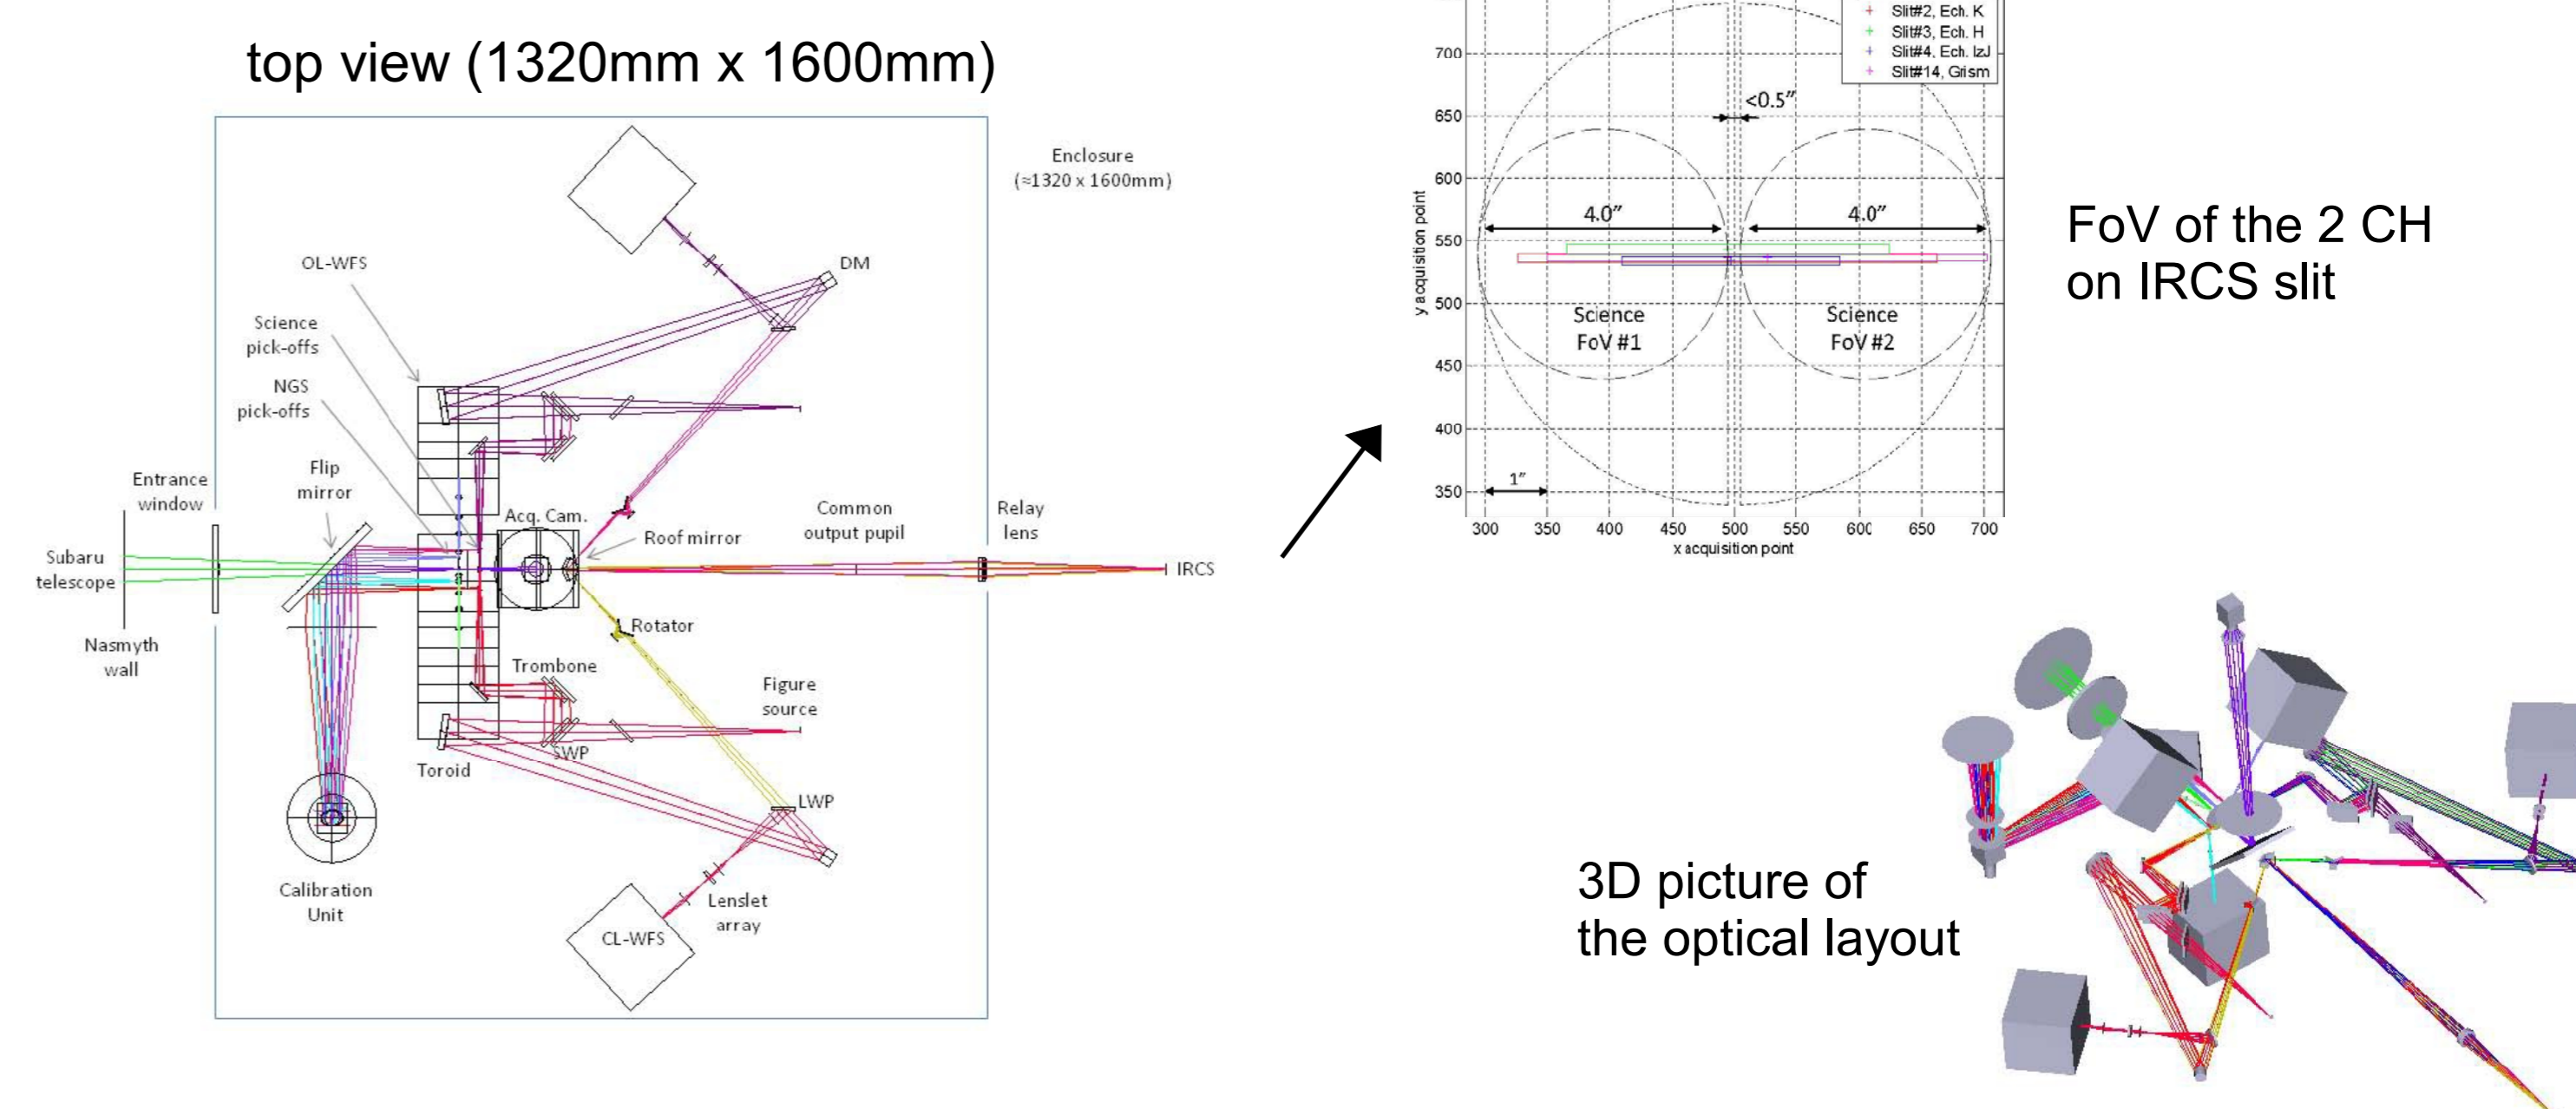 top view (1320mm x 1600mm)
Enclosure
(≈1320 x 1600mm)
OL-WFS
DM
Science
pick-offs
NGS
pick-offs
Flip
mirror
Entrance
window
Acq. Cam.
Roof mirror
Common
output pupil
Relay
lens
Subaru
telescope
IRCS
Nasmyth
wall
Rotator
Trombone
Figure
source
SWP
Toroid
LWP
Calibration
Unit
Lenslet
array
CL-WFS
Slit#2, Ech. K
Slit#3, Ech. H
Slit#4, Ech. IzJ
Slit#14, Grism
700
650
600
550
500
450
400
350
y acquisition point
<0.5″
4.0″
4.0″
Science
FoV #1
Science
FoV #2
1″
300
350
400
450
500
550
600
650
700
x acquisition point
FoV of the 2 CH
on IRCS slit
3D picture of
the optical layout